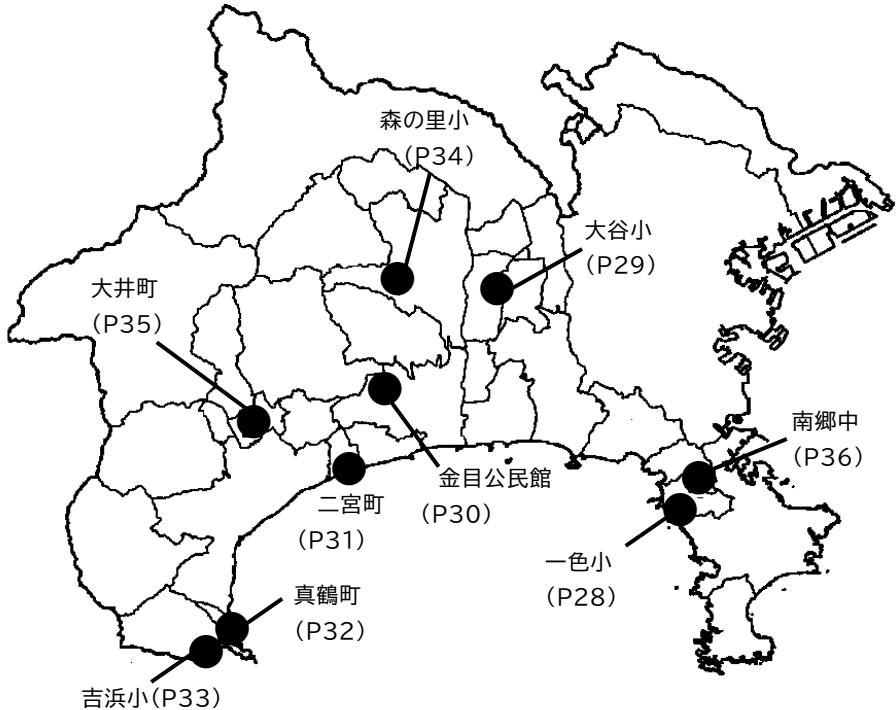 森の里小
（P34）
大谷小
（P29）
大井町
（P35）
南郷中
（P36）
金目公民館
（P30）
二宮町
（P31）
一色小
（P28）
真鶴町
（P32）
吉浜小（P33）